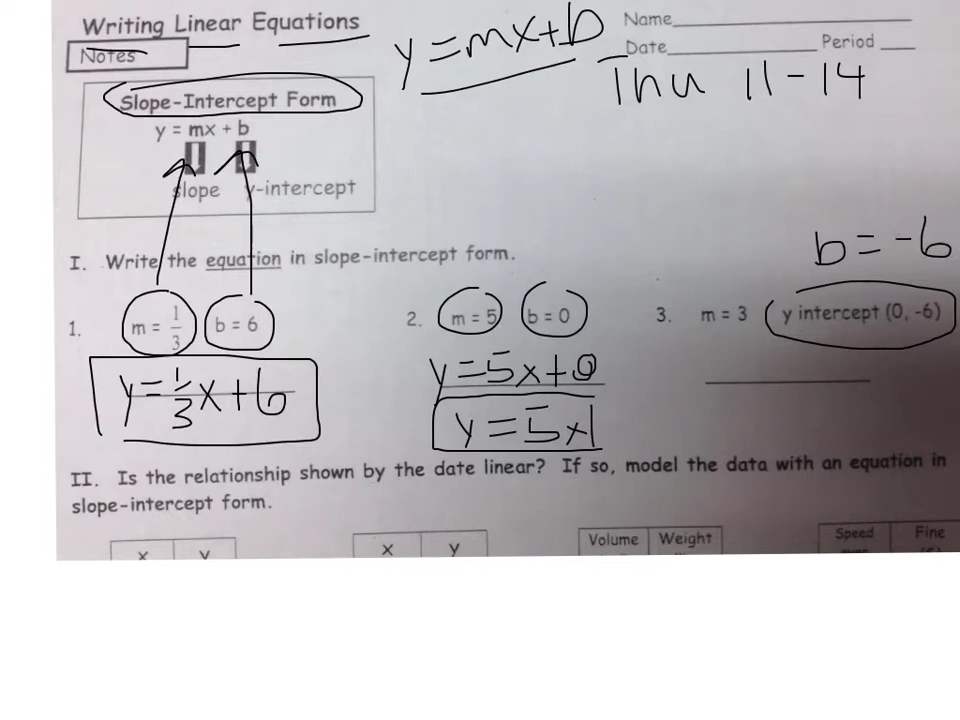 Writing Linear Equations
y = mx + b
Name
Notes
Date Period
Thu 11-14
Slope-Intercept Form
y = mx + b
slope y-intercept
b = -6
I. Write the equation in slope-intercept form.
1. m = 1/3 b = 6
2. m = 5 b = 0
3. m = 3 y intercept (0, -6)
y = 1/3 x + 6
y = 5x + 0
y = 5x
II. Is the relationship shown by the date linear? If so, model the data with an equation in
slope-intercept form.
x y
x y
Volume Weight
Speed Fine